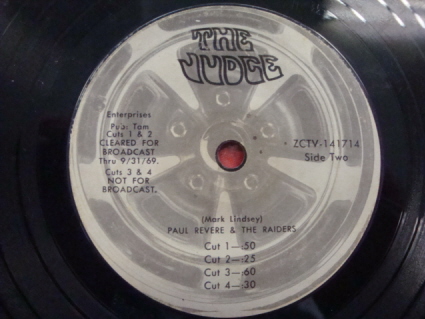 THE
JUDGE
Enterprises
Pub: Tam
Cuts 1 & 2
CLEARED FOR
BROADCAST
Thru 9/31/69.
Cuts 3 & 4
NOT FOR
BROADCAST.
ZCTV-141714
Side Two
(Mark Lindsey)
PAUL REVERE & THE RAIDERS
Cut 1—:50
Cut 2—:25
Cut 3—:60
Cut 4—:30